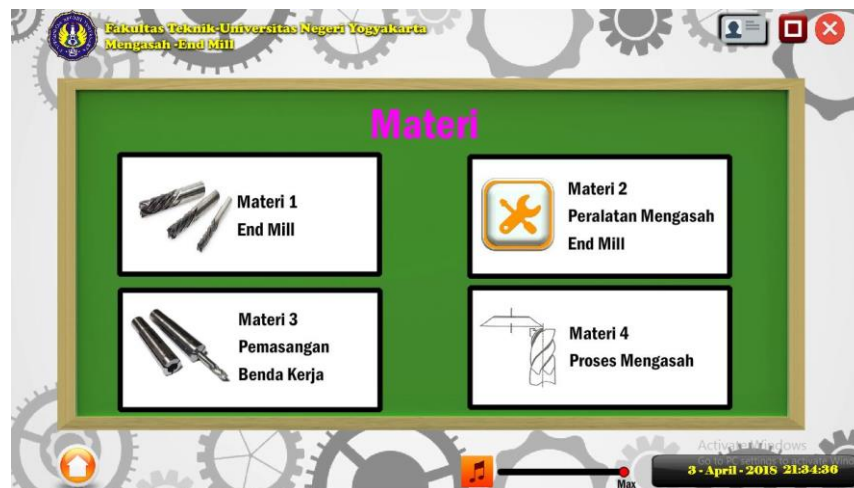 Fakultas Teknik-Universitas Negeri Yogyakarta
Mengasah -End Mill
Materi
Materi 1
End Mill
Materi 2
Peralatan Mengasah
End Mill
Materi 3
Pemasangan
Benda Kerja
Materi 4
Proses Mengasah
Activate Windows
Go to PC settings to activate Wind
Max
3 - April - 2018 21:34:36